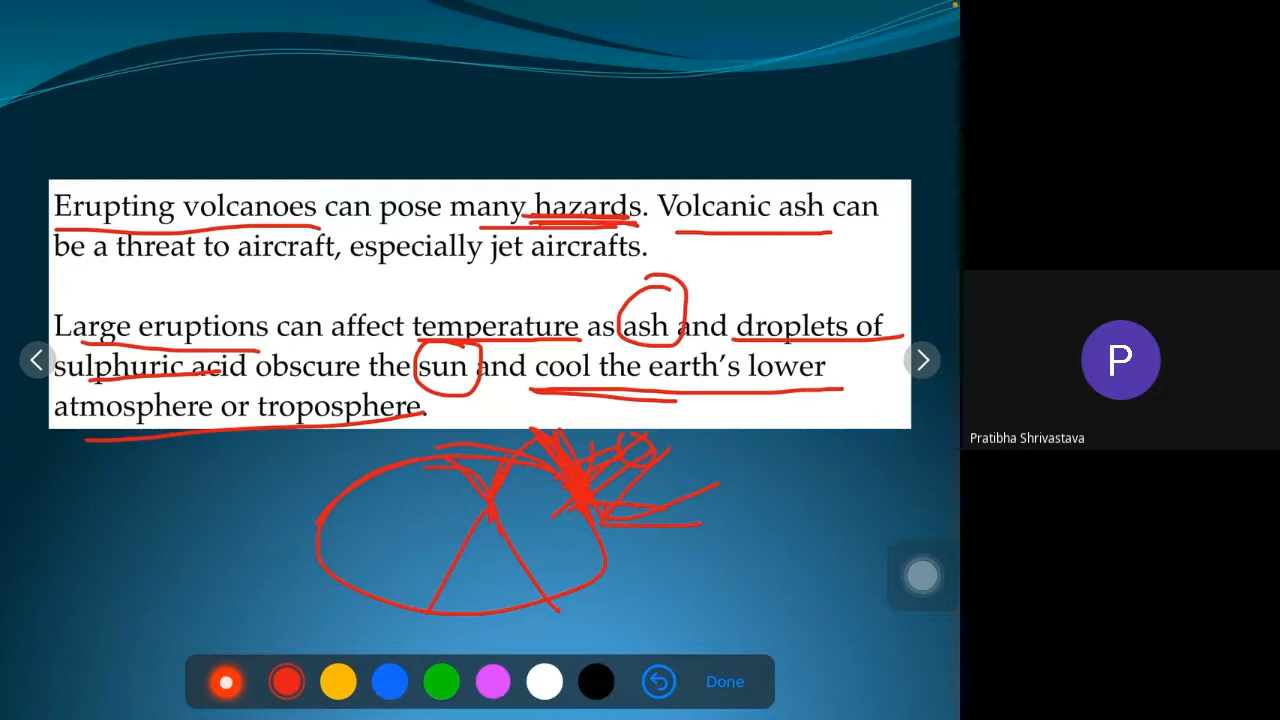 Erupting volcanoes can pose many hazards. Volcanic ash can
be a threat to aircraft, especially jet aircrafts.
Large eruptions can affect temperature as ash and droplets of
sulphuric acid obscure the sun and cool the earth's lower
atmosphere or troposphere.
P
Pratibha Shrivastava
Done